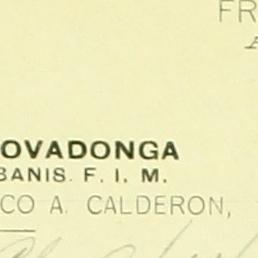 FR
OVADONGA
BANIS. F. I. M.
CO A. CALDERON,